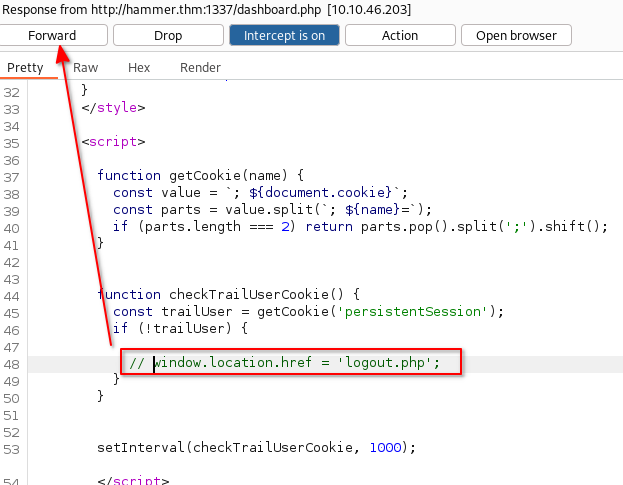 Response from http://hammer.thm:1337/dashboard.php [10.10.46.203]
Forward Drop Intercept is on Action Open browser
Pretty Raw Hex Render
32 }
33 </style>
34
35 <script>
36
37 function getCookie(name) {
38 const value = `; ${document.cookie}`;
39 const parts = value.split(`; ${name}=`);
40 if (parts.length === 2) return parts.pop().split(';').shift();
41 }
42
43
44 function checkTrailUserCookie() {
45 const trailUser = getCookie('persistentSession');
46 if (!trailUser) {
47
48 // window.location.href = 'logout.php';
49 }
50 }
51
52
53 setInterval(checkTrailUserCookie, 1000);
54 </script>